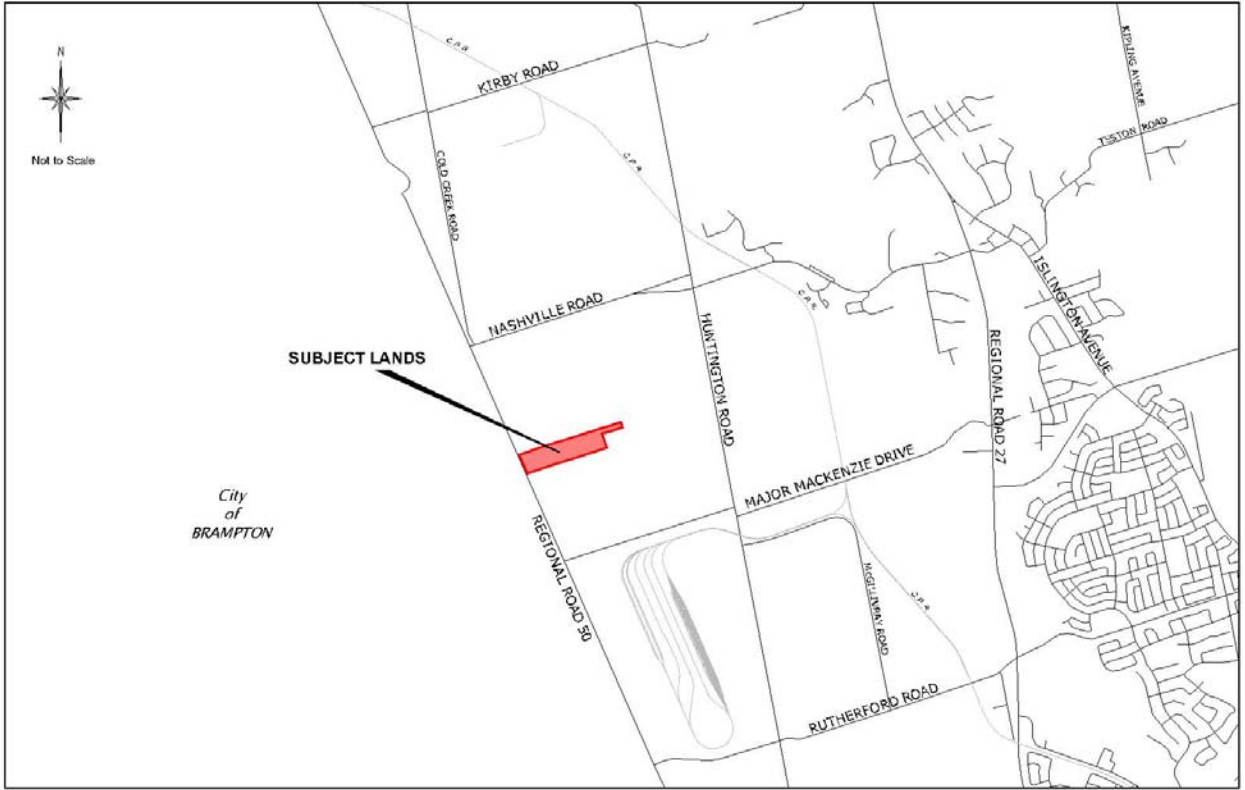 C.P.R.
KIRBY ROAD
KIPLING AVENUE
N
Not to Scale
COLD CREEK ROAD
C.P.R.
TESTON ROAD
NASHVILLE ROAD
C.P.R.
ISLINGTON AVENUE
HUNTINGTON ROAD
REGIONAL ROAD 27
SUBJECT LANDS
MAJOR MACKENZIE DRIVE
City
of
BRAMPTON
REGIONAL ROAD 50
McGILLIVRAY ROAD
C.P.R.
RUTHERFORD ROAD